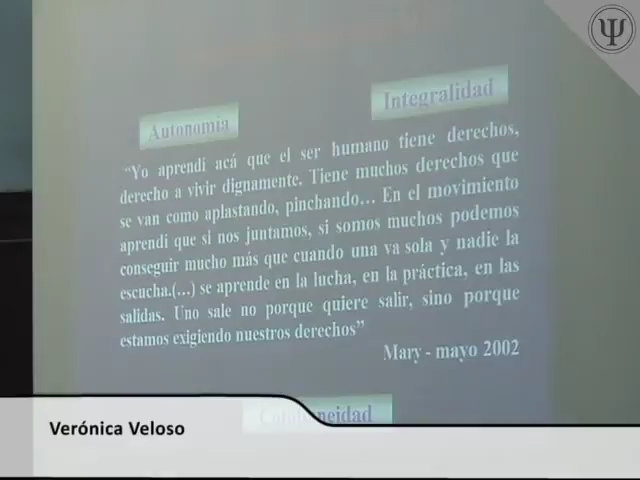 Ψ
Integralidad
Autonomía
"Yo aprendí acá que el ser humano tiene derechos,
derecho a vivir dignamente. Tiene muchos derechos que
se van como aplastando, pinchando... En el movimiento
aprendí que si nos juntamos, si somos muchos podemos
conseguir mucho más que cuando una va sola y nadie la
escucha.(...) se aprende en la lucha, en la práctica, en las
salidas. Uno sale no porque quiere salir, sino porque
estamos exigiendo nuestros derechos"
Mary - mayo 2002
Verónica Veloso